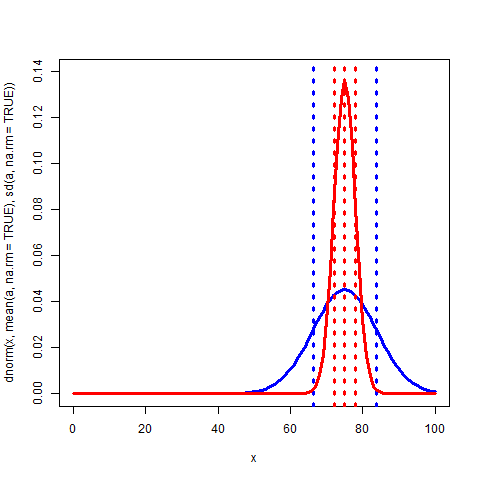 dnorm(x, mean(a, na.rm = TRUE), sd(a, na.rm = TRUE))
0.14
0.12
0.10
0.08
0.06
0.04
0.02
0.00
0 20 40 60 80 100
x